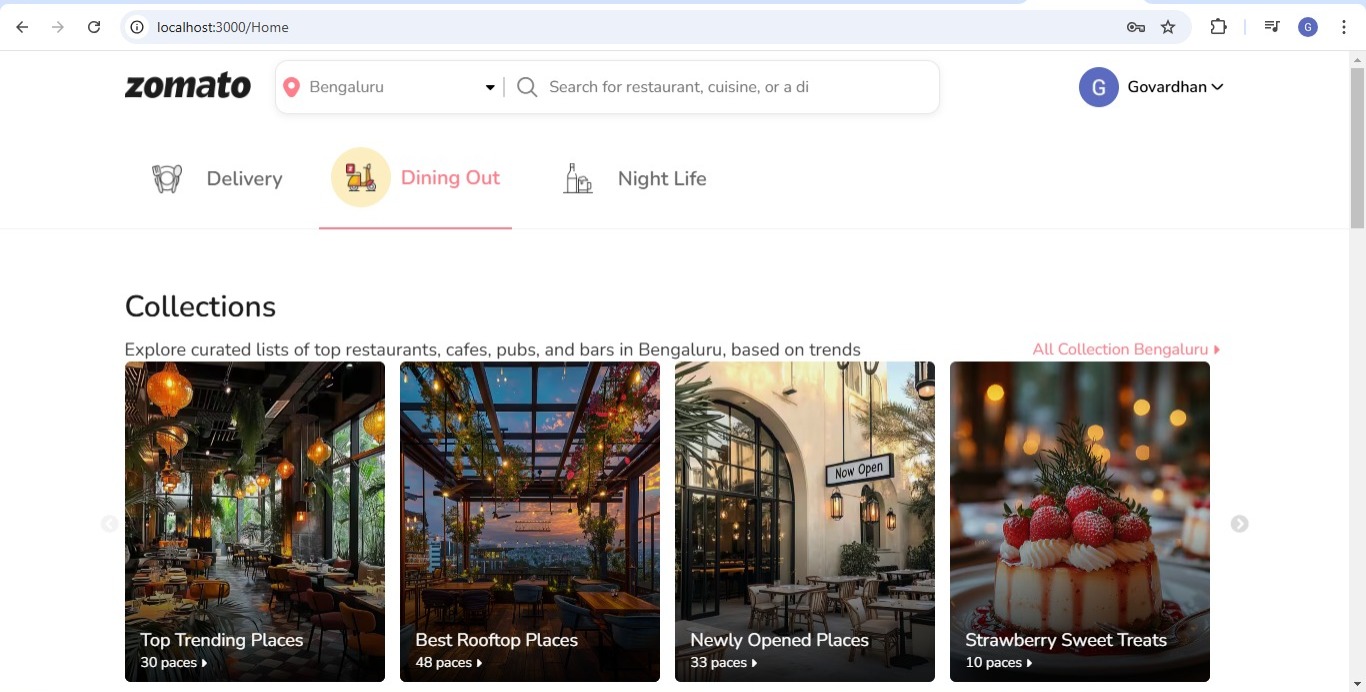 localhost:3000/Home
G
zomato
Bengaluru
Search for restaurant, cuisine, or a di
G
Govardhan
Delivery
Dining Out
Night Life
Collections
Explore curated lists of top restaurants, cafes, pubs, and bars in Bengaluru, based on trends
All Collection Bengaluru
Now Open
Top Trending Places
30 paces
Best Rooftop Places
48 paces
Newly Opened Places
33 paces
Strawberry Sweet Treats
10 paces